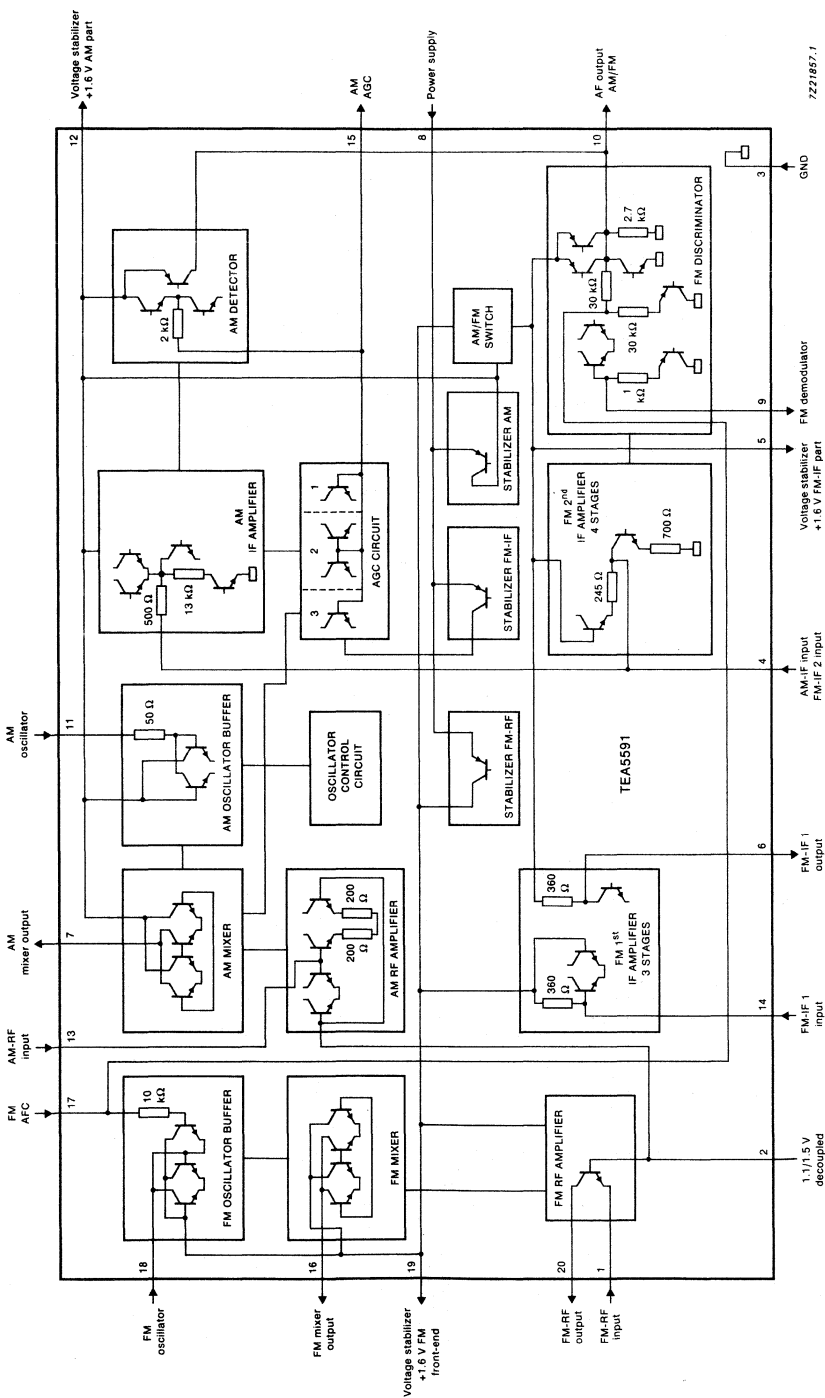 AM
oscillator
11
AM
mixer output
7
AM-RF
input
13
FM
AFC
17
Voltage stabilizer
+1.6 V AM part
12
AM
AGC
15
Power supply
8
AF output
AM/FM
10
GND
3
FM demodulator
9
Voltage stabilizer
+1.6 V FM-IF part
5
AM-IF input
FM-IF 2 input
4
FM-IF 1
output
6
FM-IF 1
input
14
1.1/1.5 V
decoupled
2
FM-RF
input
1
FM-RF
output
20
Voltage stabilizer
+1.6 V FM
front-end
19
FM mixer
output
16
FM
oscillator
18
10
kΩ
FM OSCILLATOR BUFFER
FM MIXER
FM RF AMPLIFIER
AM MIXER
200
Ω
200
Ω
AM RF AMPLIFIER
360
Ω
360
Ω
FM 1st
IF AMPLIFIER
3 STAGES
50 Ω
AM OSCILLATOR BUFFER
OSCILLATOR
CONTROL
CIRCUIT
STABILIZER FM-RF
TEA5591
500 Ω
13 kΩ
AM
IF AMPLIFIER
3
2
1
AGC CIRCUIT
STABILIZER FM-IF
STABILIZER AM
FM 2nd
IF AMPLIFIER
4 STAGES
245 Ω
700 Ω
2 kΩ
AM DETECTOR
AM/FM
SWITCH
1
kΩ
30 kΩ
30 kΩ
2.7
kΩ
FM DISCRIMINATOR
7Z21857.1